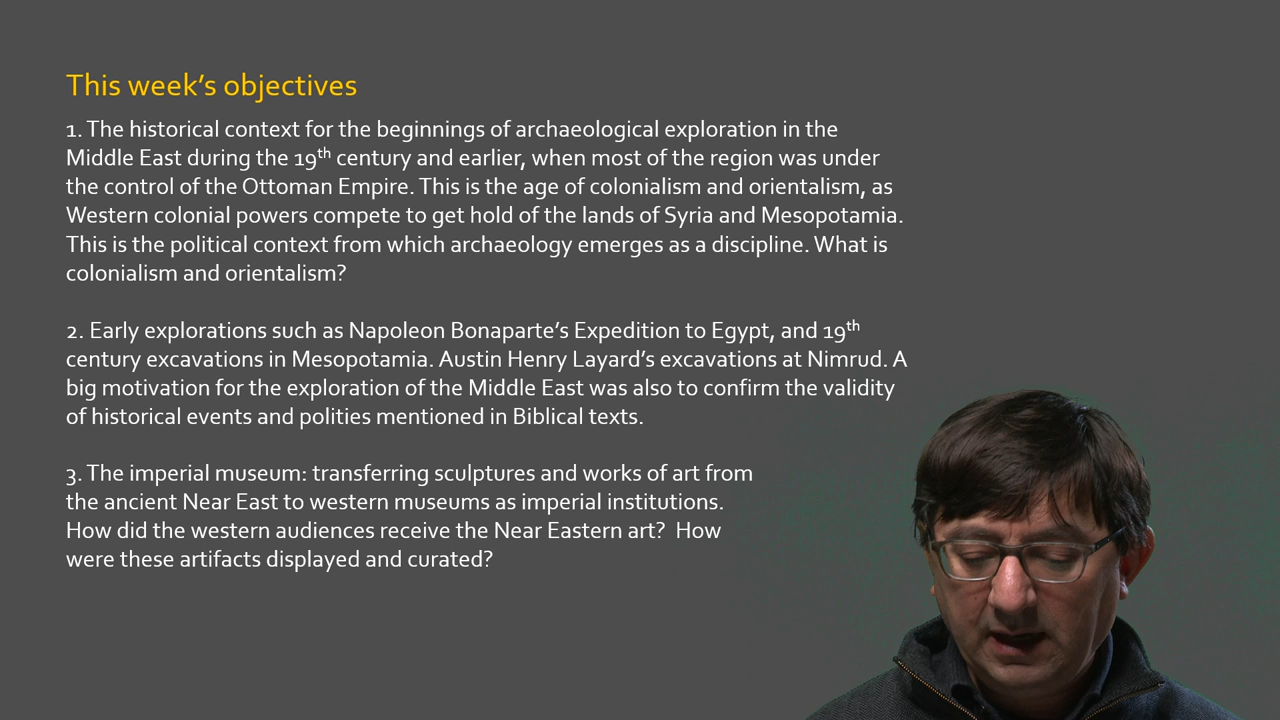 This week’s objectives
1. The historical context for the beginnings of archaeological exploration in the
Middle East during the 19th century and earlier, when most of the region was under
the control of the Ottoman Empire. This is the age of colonialism and orientalism, as
Western colonial powers compete to get hold of the lands of Syria and Mesopotamia.
This is the political context from which archaeology emerges as a discipline. What is
colonialism and orientalism?
2. Early explorations such as Napoleon Bonaparte’s Expedition to Egypt, and 19th
century excavations in Mesopotamia. Austin Henry Layard’s excavations at Nimrud. A
big motivation for the exploration of the Middle East was also to confirm the validity
of historical events and polities mentioned in Biblical texts.
3. The imperial museum: transferring sculptures and works of art from
the ancient Near East to western museums as imperial institutions.
How did the western audiences receive the Near Eastern art?  How
were these artifacts displayed and curated?